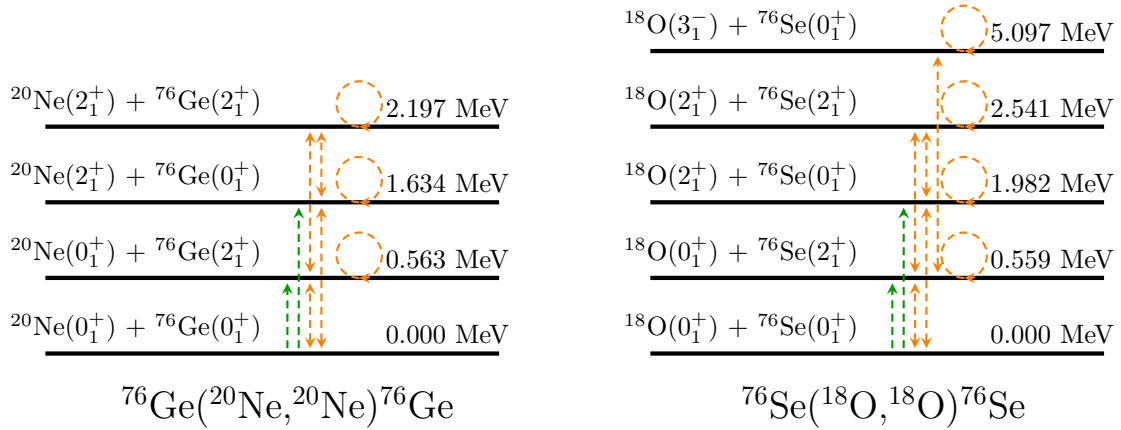 ²⁰Ne(2₁⁺) + ⁷⁶Ge(2₁⁺) 2.197 MeV
²⁰Ne(2₁⁺) + ⁷⁶Ge(0₁⁺) 1.634 MeV
²⁰Ne(0₁⁺) + ⁷⁶Ge(2₁⁺) 0.563 MeV
²⁰Ne(0₁⁺) + ⁷⁶Ge(0₁⁺) 0.000 MeV
⁷⁶Ge(²⁰Ne,²⁰Ne)⁷⁶Ge
¹⁸O(3₁⁻) + ⁷⁶Se(0₁⁺) 5.097 MeV
¹⁸O(2₁⁺) + ⁷⁶Se(2₁⁺) 2.541 MeV
¹⁸O(2₁⁺) + ⁷⁶Se(0₁⁺) 1.982 MeV
¹⁸O(0₁⁺) + ⁷⁶Se(2₁⁺) 0.559 MeV
¹⁸O(0₁⁺) + ⁷⁶Se(0₁⁺) 0.000 MeV
⁷⁶Se(¹⁸O,¹⁸O)⁷⁶Se